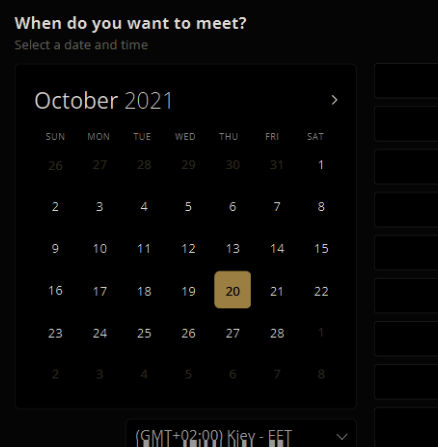 When do you want to meet?
Select a date and time
October 2021
SUN MON TUE WED THU FRI SAT
26 27 28 29 30 31 1
2 3 4 5 6 7 8
9 10 11 12 13 14 15
16 17 18 19 20 21 22
23 24 25 26 27 28 1
2 3 4 5 6 7 8
(GMT+02:00) Kiev - EET